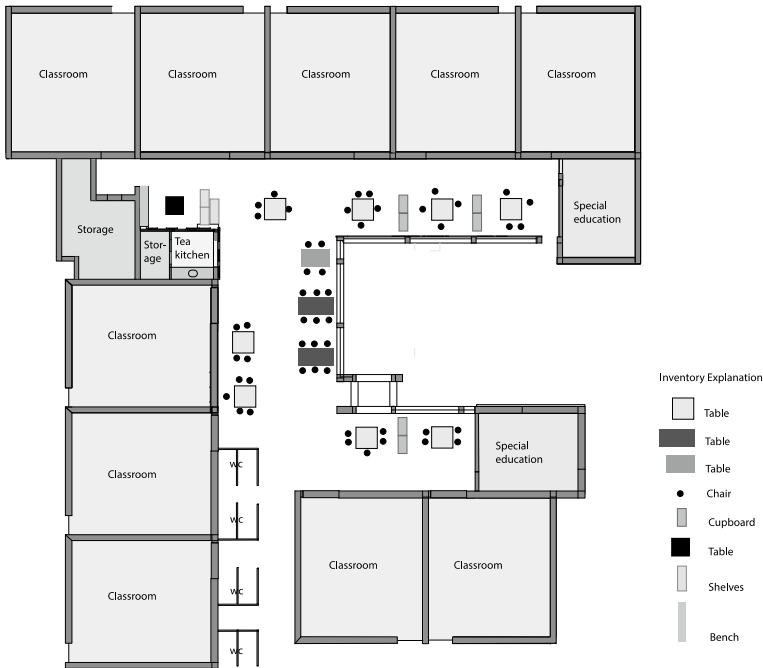 Classroom
Classroom
Classroom
Classroom
Classroom
Special
education
Storage
Stor-
age
Tea
kitchen
Classroom
Inventory Explanation
Table
Table
Table
Chair
Cupboard
Table
Shelves
Bench
Special
education
Classroom
WC
WC
Classroom
Classroom
Classroom
WC
WC